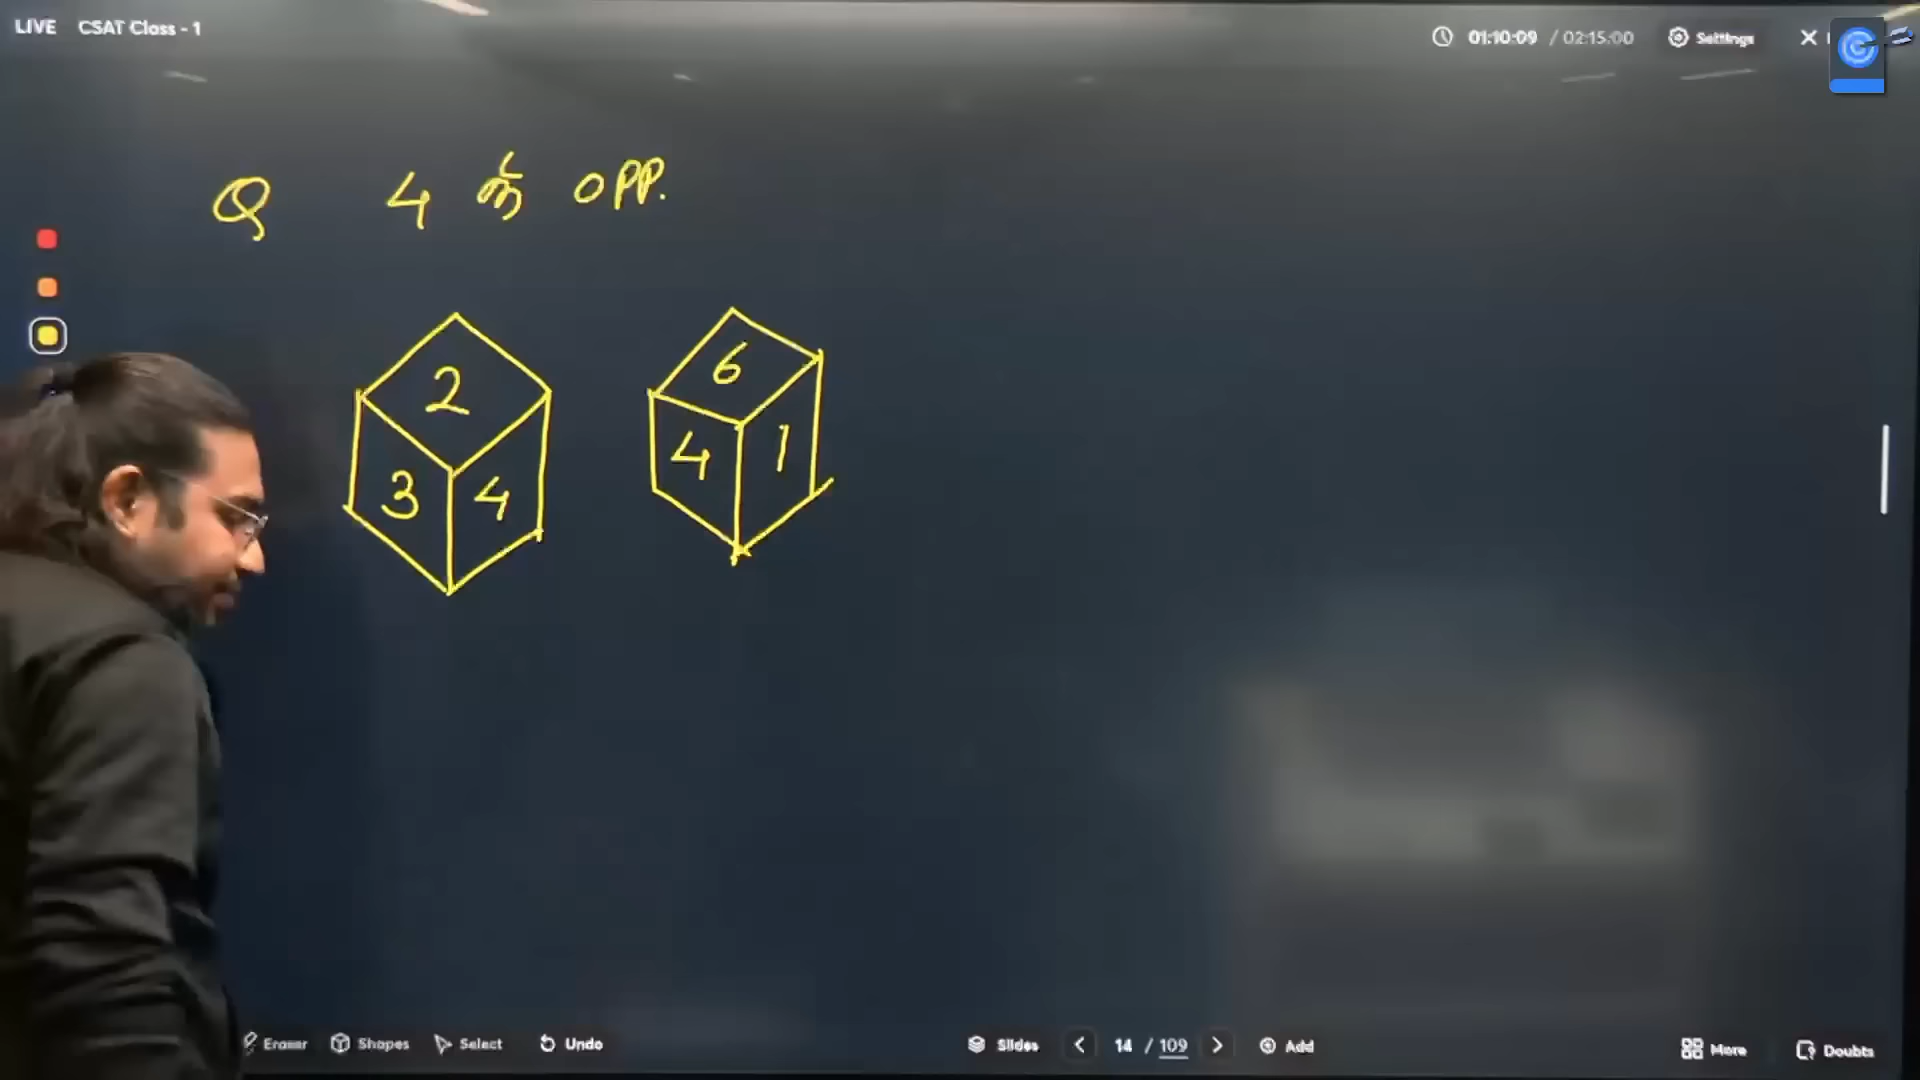 LIVE CSAT Class - 1
01:10:09 / 02:15:00 Settings
Q 4 के OPP.
2
3 4
6
4 1
Eraser Shapes Select Undo
Slides 14 / 109 Add
More Doubts